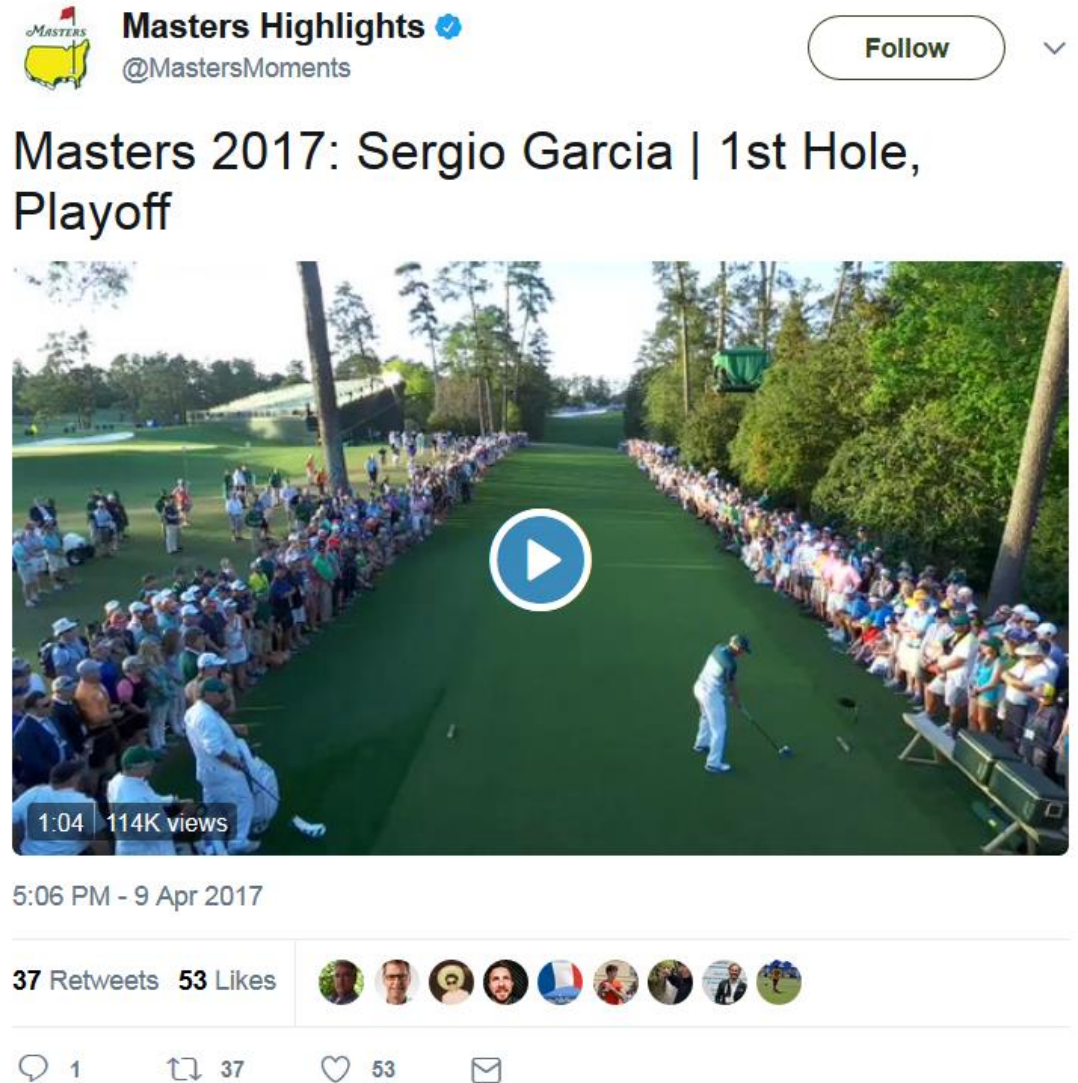 MASTERS
Masters Highlights
@MastersMoments
Follow
Masters 2017: Sergio Garcia | 1st Hole,
Playoff
1:04 114K views
5:06 PM - 9 Apr 2017
37 Retweets 53 Likes
1 37 53